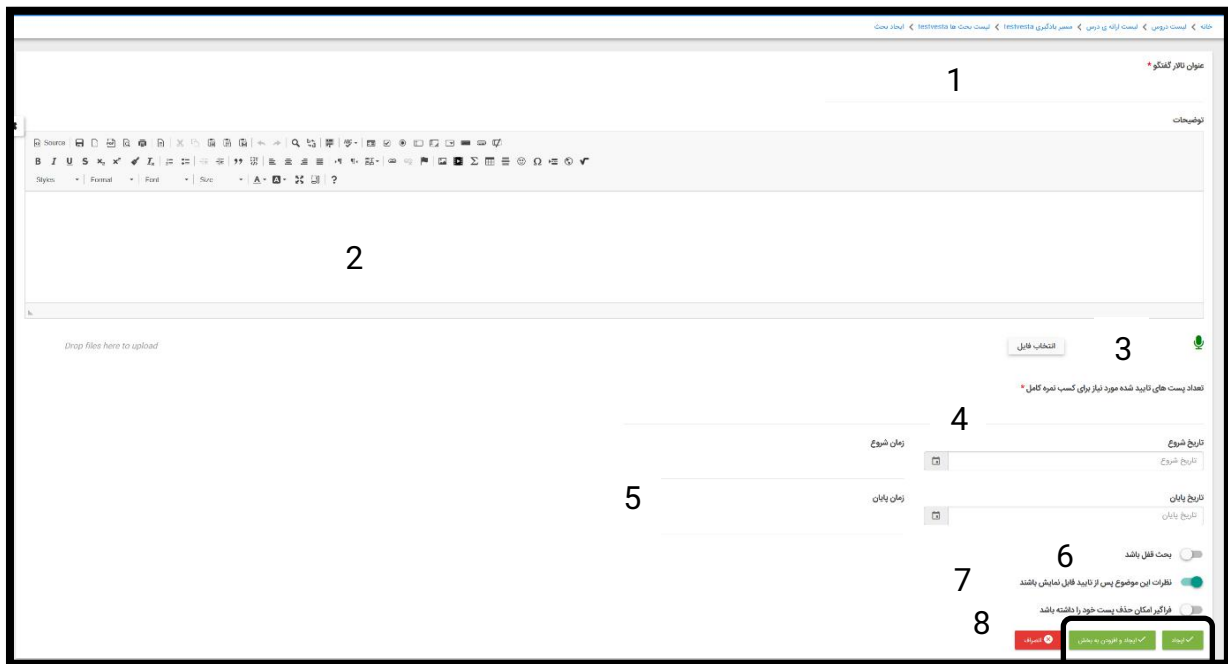 خانه ❯ لیست دروس ❯ لیست ارائه ی درس ❯ مسیر یادگیری testvesta ❯ لیست بحث ها testvesta ❯ ایجاد بحث
عنوان تالار گفتگو *
1
توضیحات
Source
B I U S x₂ x² Iₓ
Styles Format Font Size A A ?
2
Drop files here to upload
انتخاب فایل
3
تعداد پست های تایید شده مورد نیاز برای کسب نمره کامل *
4
تاریخ شروع
زمان شروع
تاریخ شروع
5
تاریخ پایان
زمان پایان
تاریخ پایان
بحث قفل باشد
6
نظرات این موضوع پس از تایید قابل نمایش باشند
7
فراگیر امکان حذف پست خود را داشته باشد
8
ایجاد
ایجاد و افزودن به بخش
انصراف